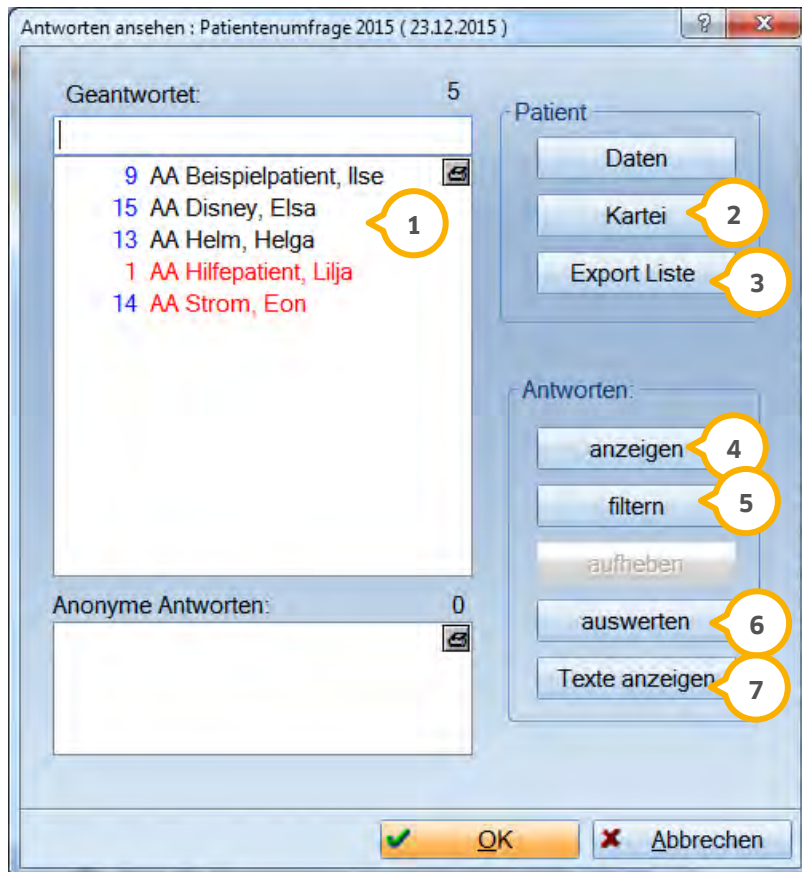 Antworten ansehen : Patientenumfrage 2015 ( 23.12.2015 )
Geantwortet: 5
9 AA Beispielpatient, Ilse
15 AA Disney, Elsa
13 AA Helm, Helga
1 AA Hilfepatient, Lilja
14 AA Strom, Eon
1
Patient
Daten
Kartei
2
Export Liste
3
Antworten:
anzeigen
4
filtern
5
aufheben
auswerten
6
Texte anzeigen
7
Anonyme Antworten: 0
OK
Abbrechen